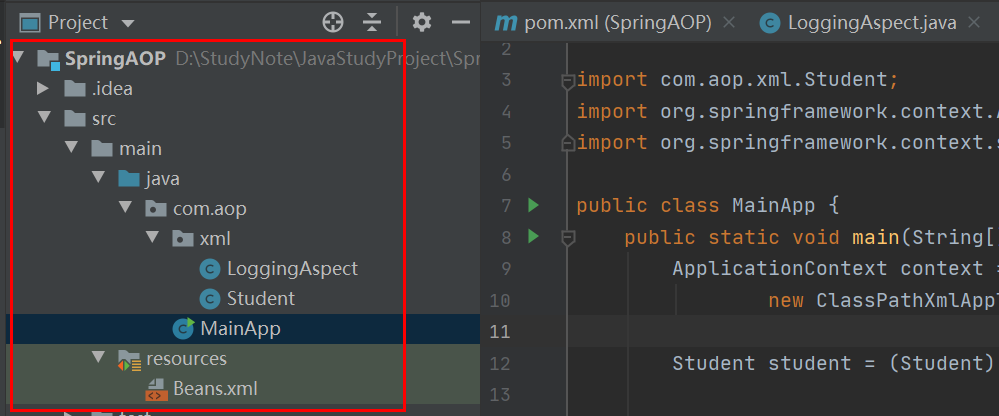 Project
pom.xml (SpringAOP)
LoggingAspect.java
SpringAOP D:\StudyNote\JavaStudyProject\Spr
.idea
src
main
java
com.aop
xml
LoggingAspect
Student
MainApp
resources
Beans.xml
2
3 import com.aop.xml.Student;
4 import org.springframework.context.
5 import org.springframework.context.s
6
7 public class MainApp {
8 public static void main(String[
9 ApplicationContext context =
10 new ClassPathXmlAppl
11
12 Student student = (Student)
13